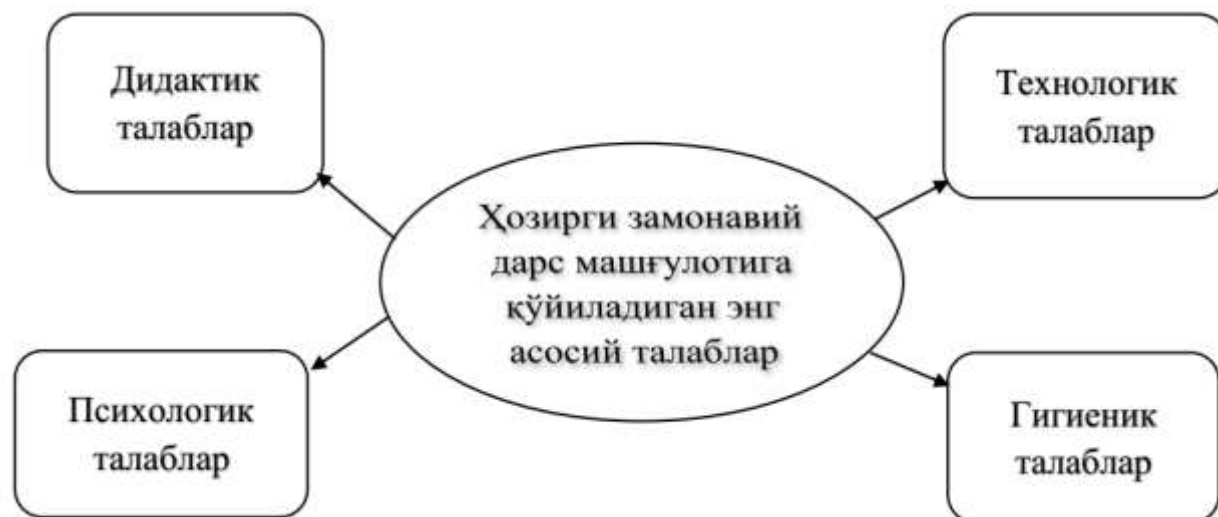 Дидактик
талаблар
Технологик
талаблар
Ҳозирги замонавий
дарс машғулотига
қўйиладиган энг
асосий талаблар
Психологик
талаблар
Гигиеник
талаблар